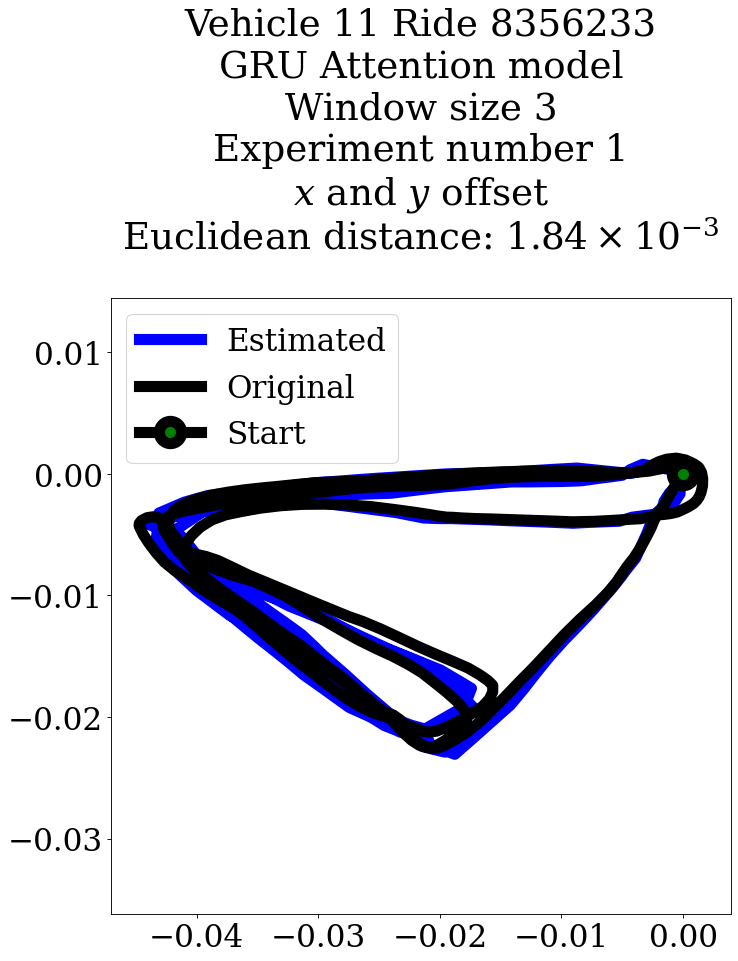 Vehicle 11 Ride 8356233
GRU Attention model
Window size 3
Experiment number 1
x and y offset
Euclidean distance: 1.84 × 10⁻³
Estimated
Original
Start
0.01
0.00
−0.01
−0.02
−0.03
−0.04 −0.03 −0.02 −0.01 0.00